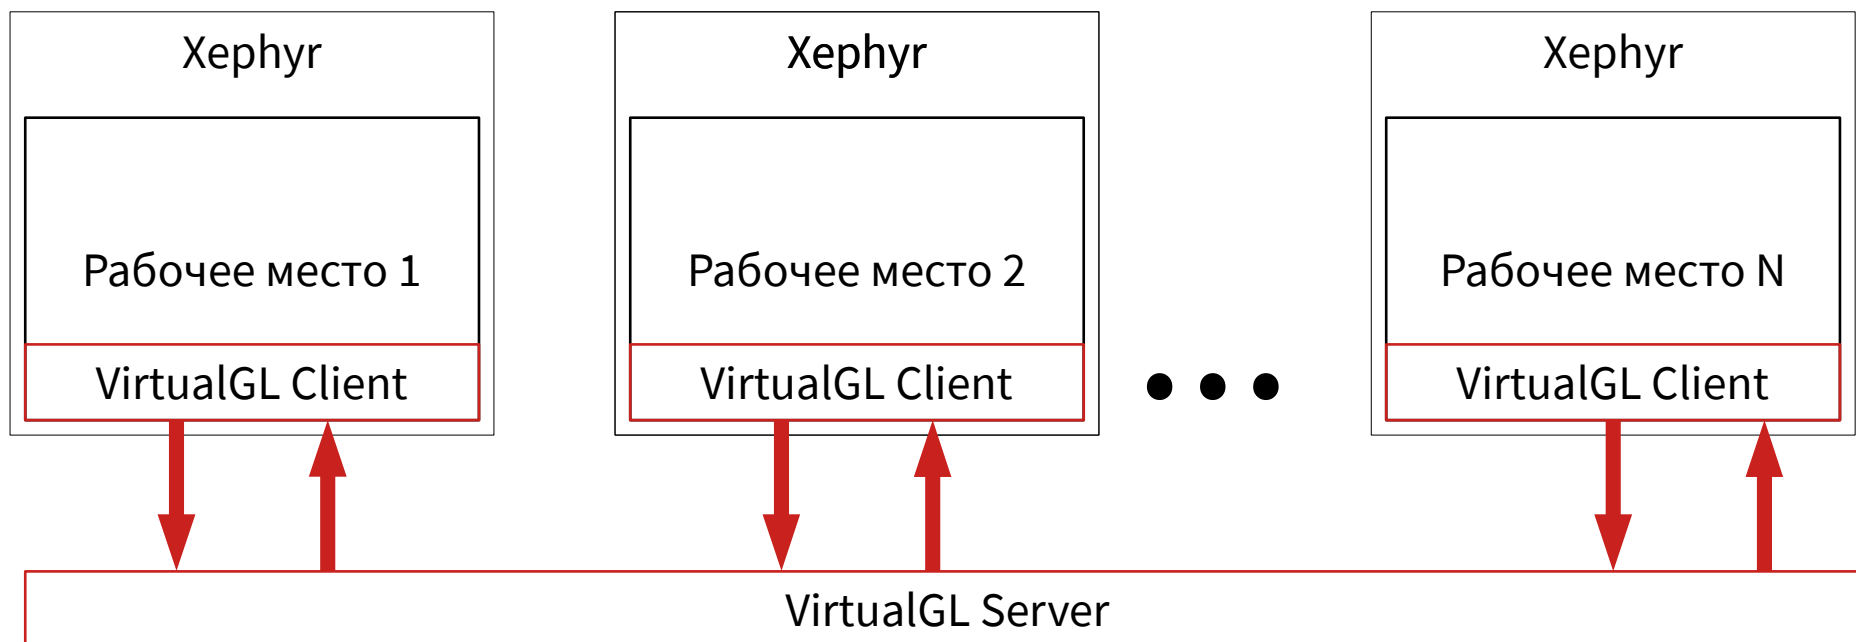 Xephyr
Xephyr
Xephyr
Рабочее место 1
Рабочее место 2
Рабочее место N
VirtualGL Client
VirtualGL Client
VirtualGL Client
VirtualGL Server